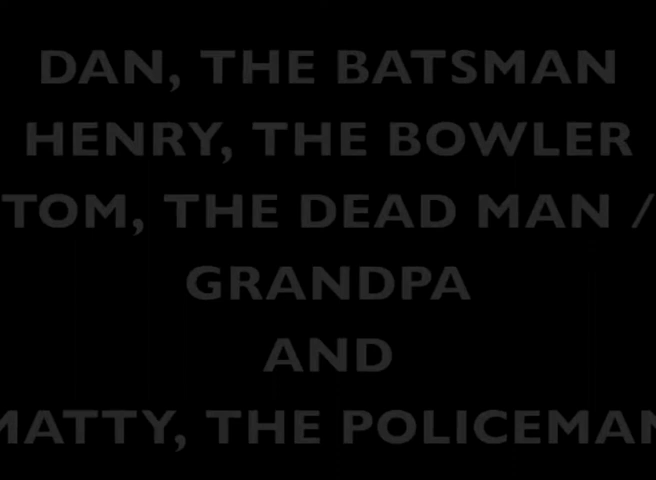 DAN, THE BATSMAN
HENRY, THE BOWLER
TOM, THE DEAD MAN /
GRANDPA
AND
MATTY, THE POLICEMAN